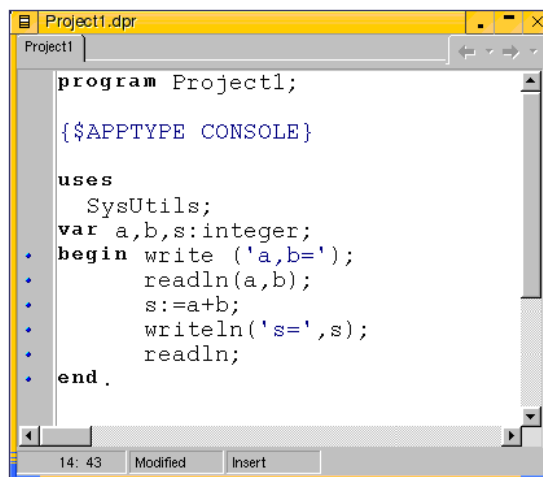 Project1.dpr
Project1
program Project1;
{$APPTYPE CONSOLE}
uses
SysUtils;
var a,b,s:integer;
begin write ('a,b=');
readln(a,b);
s:=a+b;
writeln('s=',s);
readln;
end.
14: 43 Modified Insert